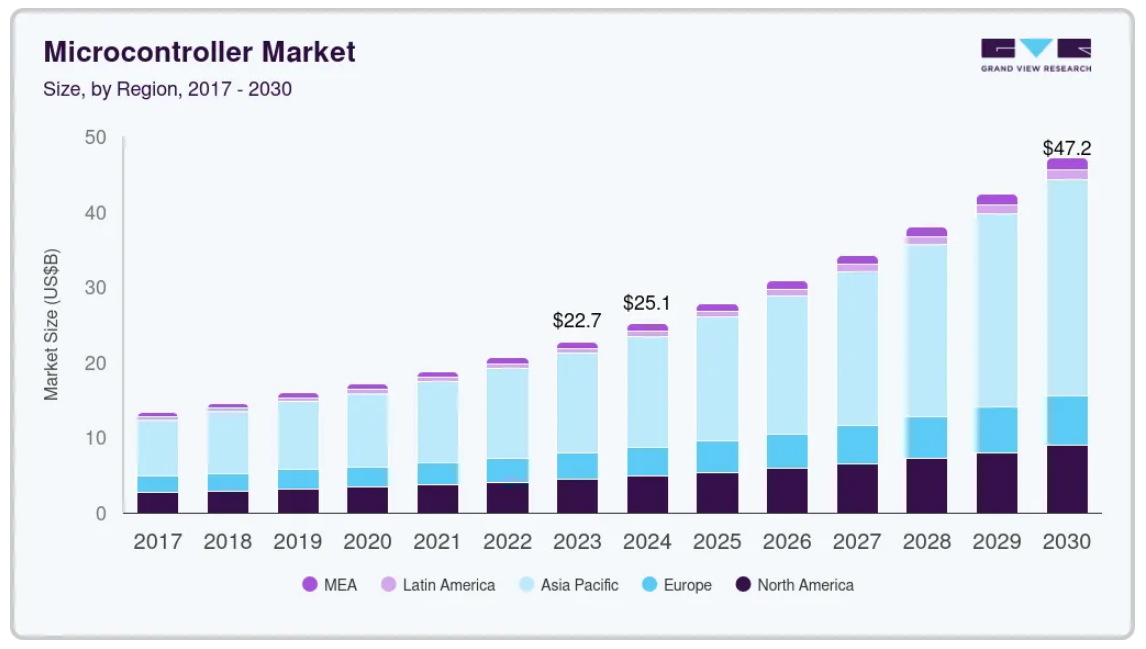 Microcontroller Market
Size, by Region, 2017 - 2030
GRAND VIEW RESEARCH
Market Size (US$B)
50
40
30
20
10
0
$22.7
$25.1
$47.2
2017 2018 2019 2020 2021 2022 2023 2024 2025 2026 2027 2028 2029 2030
MEA Latin America Asia Pacific Europe North America